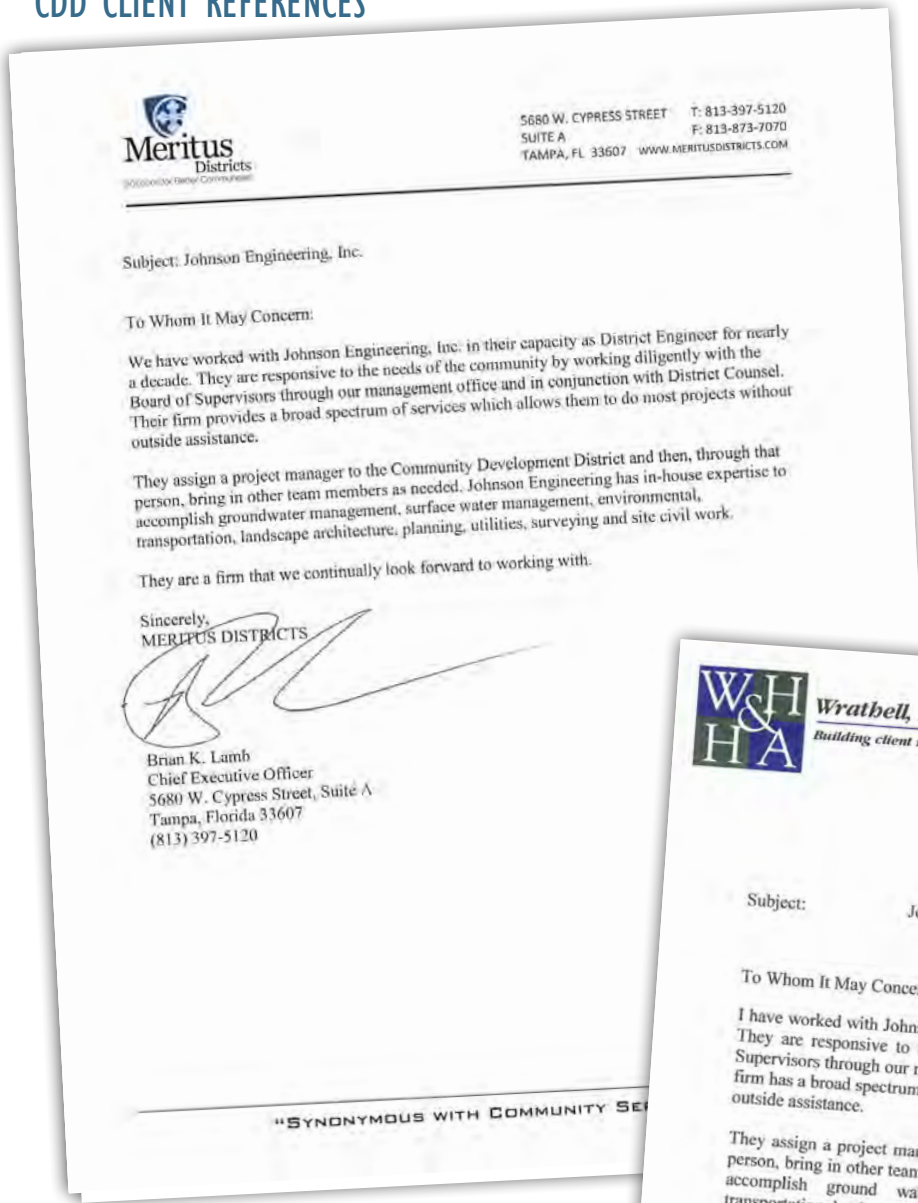 CDD CLIENT REFERENCES
Meritus
Districts
5680 W. CYPRESS STREET T: 813-397-5120
SUITE A F: 813-873-7070
TAMPA, FL 33607 WWW.MERITUSDISTRICTS.COM
Subject: Johnson Engineering, Inc.
To Whom It May Concern:
We have worked with Johnson Engineering, Inc. in their capacity as District Engineer for nearly
a decade. They are responsive to the needs of the community by working diligently with the
Board of Supervisors through our management office and in conjunction with District Counsel.
Their firm provides a broad spectrum of services which allows them to do most projects without
outside assistance.
They assign a project manager to the Community Development District and then, through that
person, bring in other team members as needed. Johnson Engineering has in-house expertise to
accomplish groundwater management, surface water management, environmental,
transportation, landscape architecture, planning, utilities, surveying and site civil work.
They are a firm that we continually look forward to working with.
Sincerely,
MERITUS DISTRICTS
Brian K. Lamb
Chief Executive Officer
5680 W. Cypress Street, Suite A
Tampa, Florida 33607
(813) 397-5120
"SYNONYMOUS WITH COMMUNITY SE
W H
&
H A
Wrathell,
Building client
Subject: J
To Whom It May Conce
I have worked with John
They are responsive to
Supervisors through our
firm has a broad spectrum
outside assistance.
They assign a project ma
person, bring in other team
accomplish ground wa